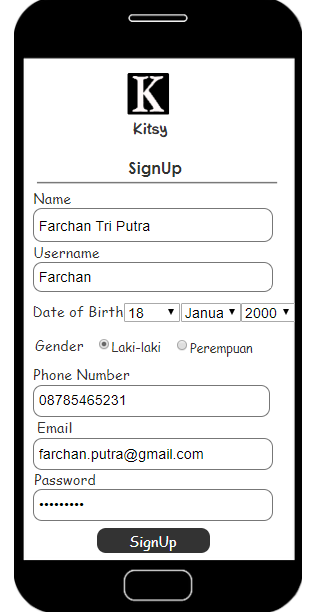 K
Kitsy
SignUp
Name
Farchan Tri Putra
Username
Farchan
Date of Birth 18 Janua 2000
Gender Laki-laki Perempuan
Phone Number
08785465231
Email
farchan.putra@gmail.com
Password
•••••••••
SignUp